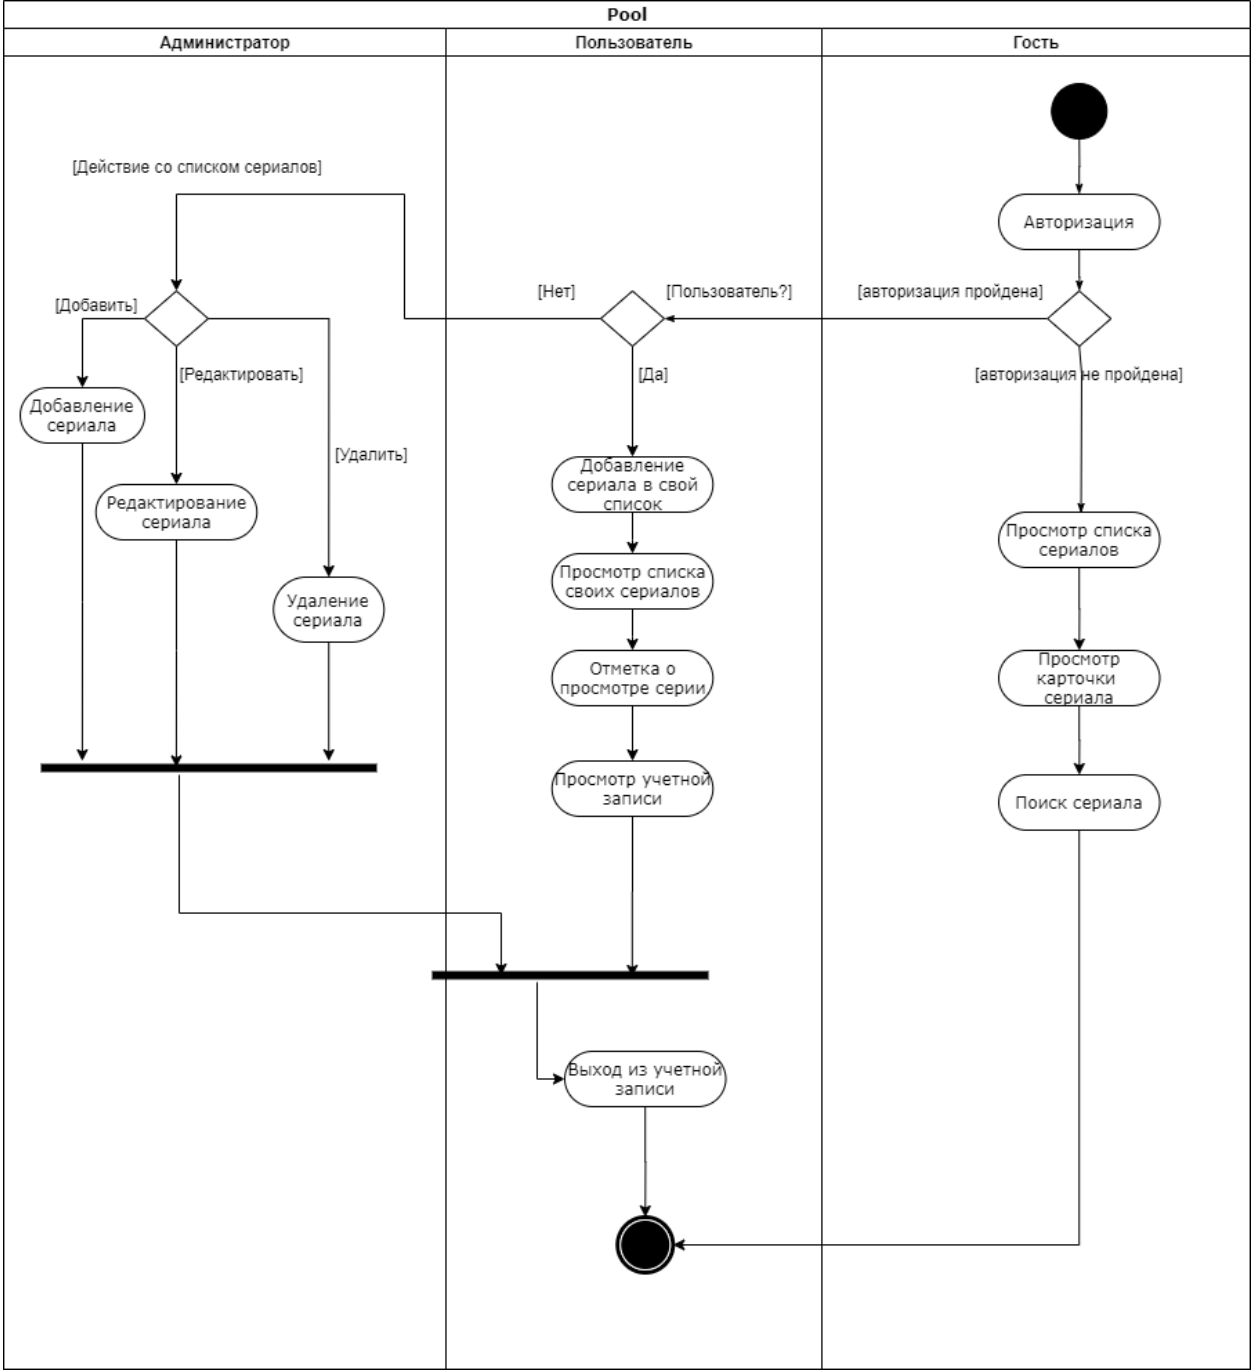 Pool
Администратор
Пользователь
Гость
[Действие со списком сериалов]
Авторизация
[Добавить]
[Нет]
[Пользователь?]
[авторизация пройдена]
[Редактировать]
[Да]
[авторизация не пройдена]
Добавление
сериала
[Удалить]
Редактирование
сериала
Добавление
сериала в свой
список
Просмотр списка
сериалов
Удаление
сериала
Просмотр списка
своих сериалов
Отметка о
просмотре серии
Просмотр
карточки
сериала
Просмотр учетной
записи
Поиск сериала
Выход из учетной
записи